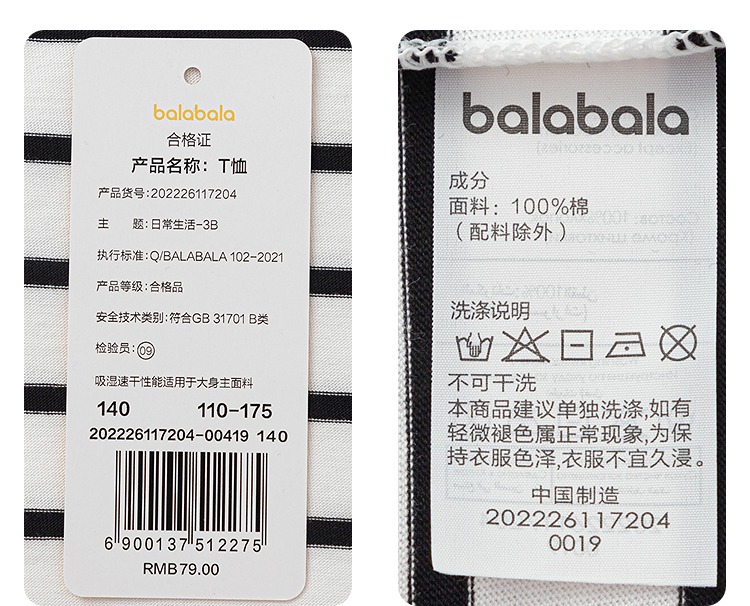 balabala
合格证
产品名称：T恤
产品货号：202226117204
主　　题：日常生活-3B
执行标准：Q/BALABALA 102-2021
产品等级：合格品
安全技术类别：符合GB 31701 B类
检验员：09
吸湿速干性能适用于大身主面料
140 110-175
202226117204-00419 140
6 900137 512275
RMB79.00
balabala
成分
面料：100%棉
（配料除外）
洗涤说明
不可干洗
本商品建议单独洗涤,如有
轻微褪色属正常现象,为保
持衣服色泽,衣服不宜久浸。
中国制造
202226117204
0019